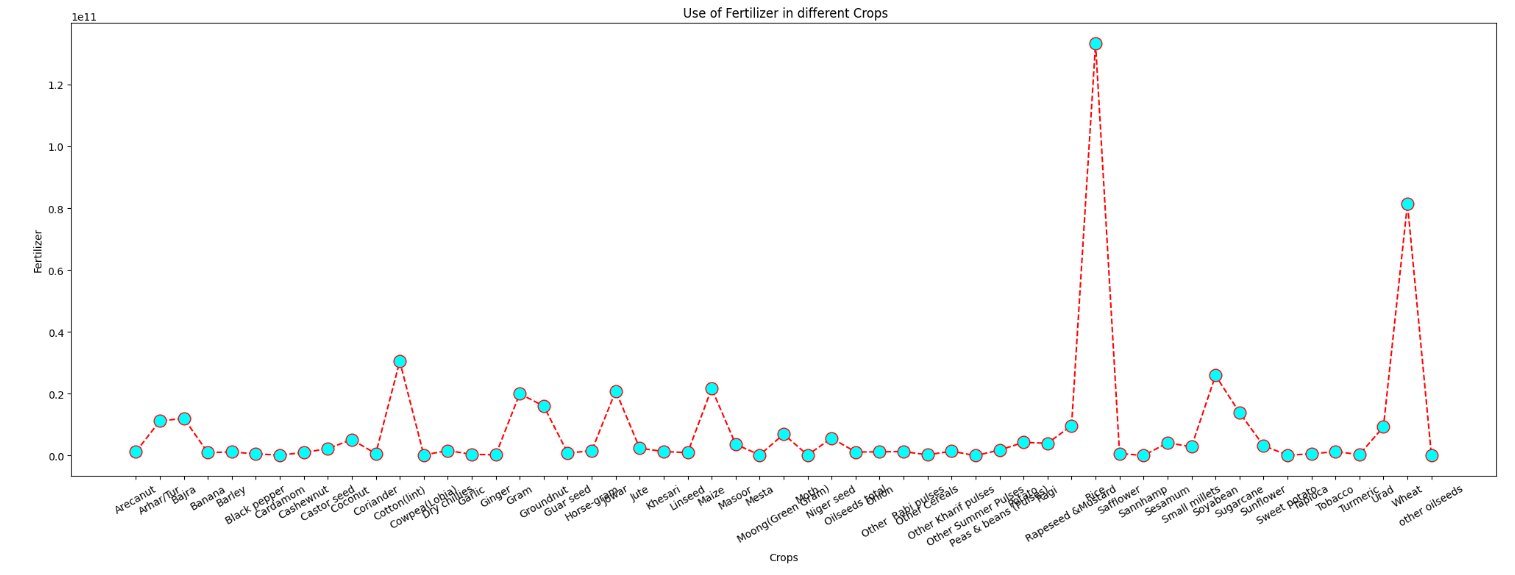 Use of Fertilizer in different Crops
1e11
1.2
1.0
0.8
0.6
0.4
0.2
0.0
Fertilizer
Arecanut
Arhar/Tur
Bajra
Banana
Barley
Black pepper
Cardamom
Cashewnut
Castor seed
Coconut
Coriander
Cotton(lint)
Cowpea(Lobia)
Dry chillies
Garlic
Ginger
Gram
Groundnut
Guar seed
Horse-gram
Jowar
Jute
Khesari
Linseed
Maize
Masoor
Mesta
Moong(Green Gram)
Moth
Niger seed
Oilseeds total
Onion
Other Rabi pulses
Other Cereals
Other Kharif pulses
Other Summer Pulses
Peas & beans (Pulses)
Potato
Ragi
Rapeseed &Mustard
Rice
Safflower
Sannhamp
Sesamum
Small millets
Soyabean
Sugarcane
Sunflower
Sweet potato
Tapioca
Tobacco
Turmeric
Urad
Wheat
other oilseeds
Crops